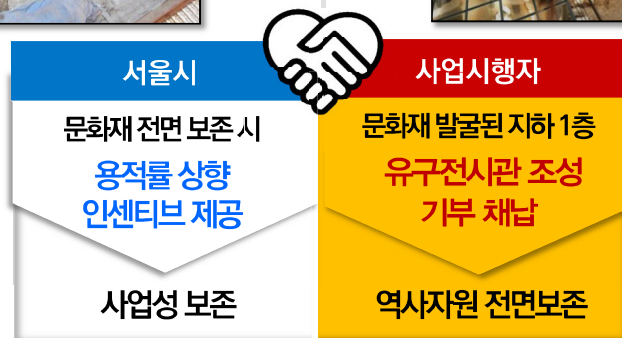 서울시
문화재 전면 보존 시
용적률 상향
인센티브 제공
사업성 보존
사업시행자
문화재 발굴된 지하 1층
유구전시관 조성
기부 채납
역사자원 전면보존